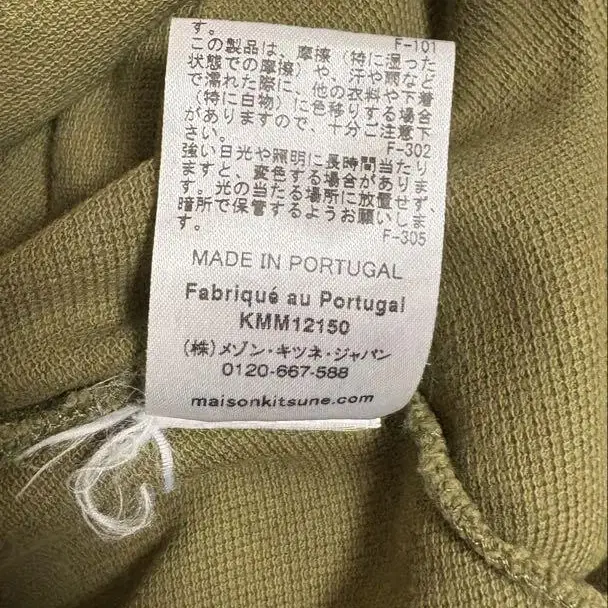 す。
F-101
この製品は、摩擦（特に湿った
状態での摩擦）や、汗や雨など
で濡れた際に、他の衣料や下着
（特に白物）に色移りする場合
がありますので、十分ご注意下
さい。
F-302
強い日光や照明に長時間当たり
ますと、変色する場合がありま
す。光の当たる場所に放置せず、
暗所で保管するようお願いしま
す。
F-305
MADE IN PORTUGAL
Fabriqué au Portugal
KMM12150
（株）メゾン・キツネ・ジャパン
0120-667-588
maisonkitsune.com